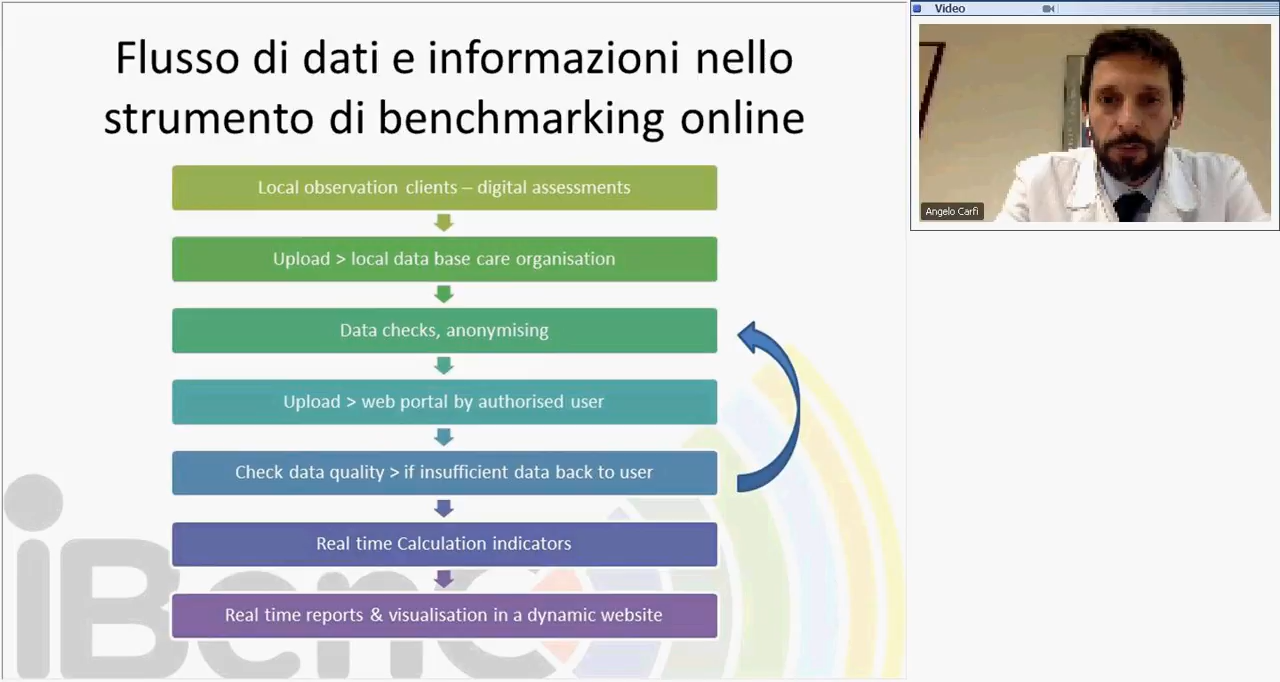 Flusso di dati e informazioni nello
strumento di benchmarking online
Local observation clients – digital assessments
Upload > local data base care organisation
Data checks, anonymising
Upload > web portal by authorised user
Check data quality > if insufficient data back to user
Real time Calculation indicators
Real time reports & visualisation in a dynamic website
iBenC
Video
Angelo Carfì